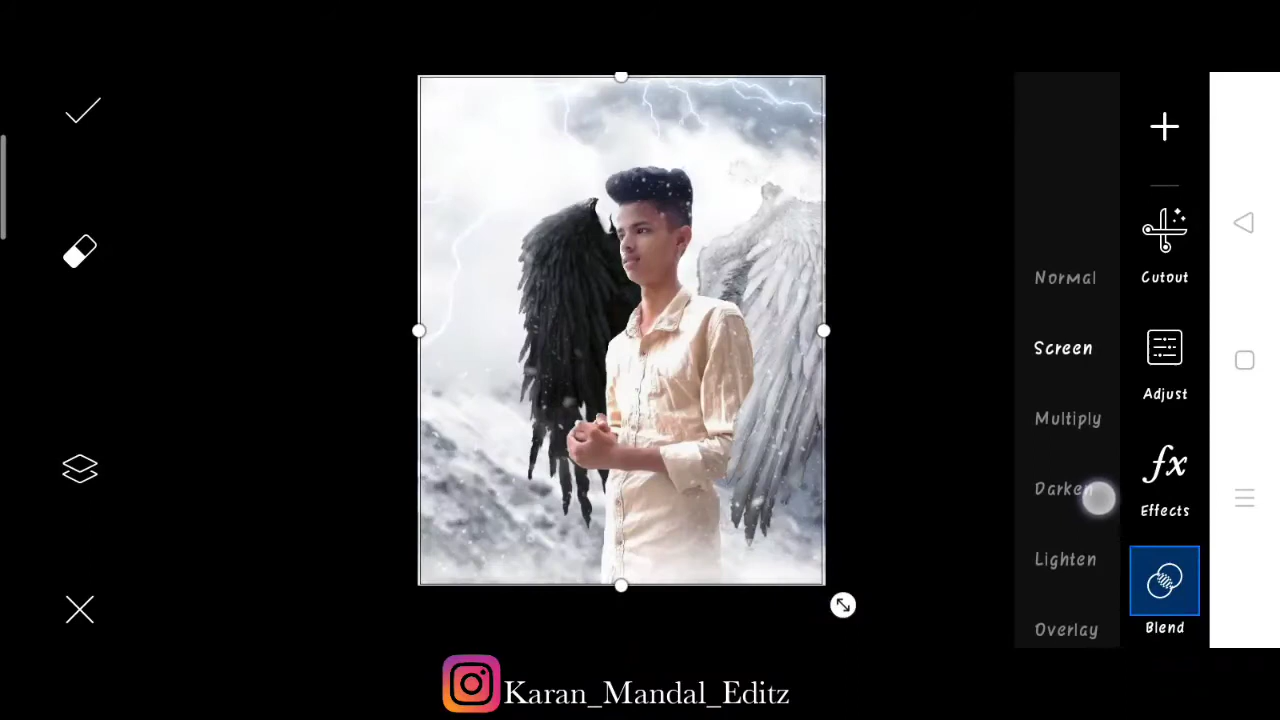 Cutout
Normal
Screen
Adjust
Multiply
Darken
Effects
Lighten
Overlay
Blend
Karan_Mandal_Editz